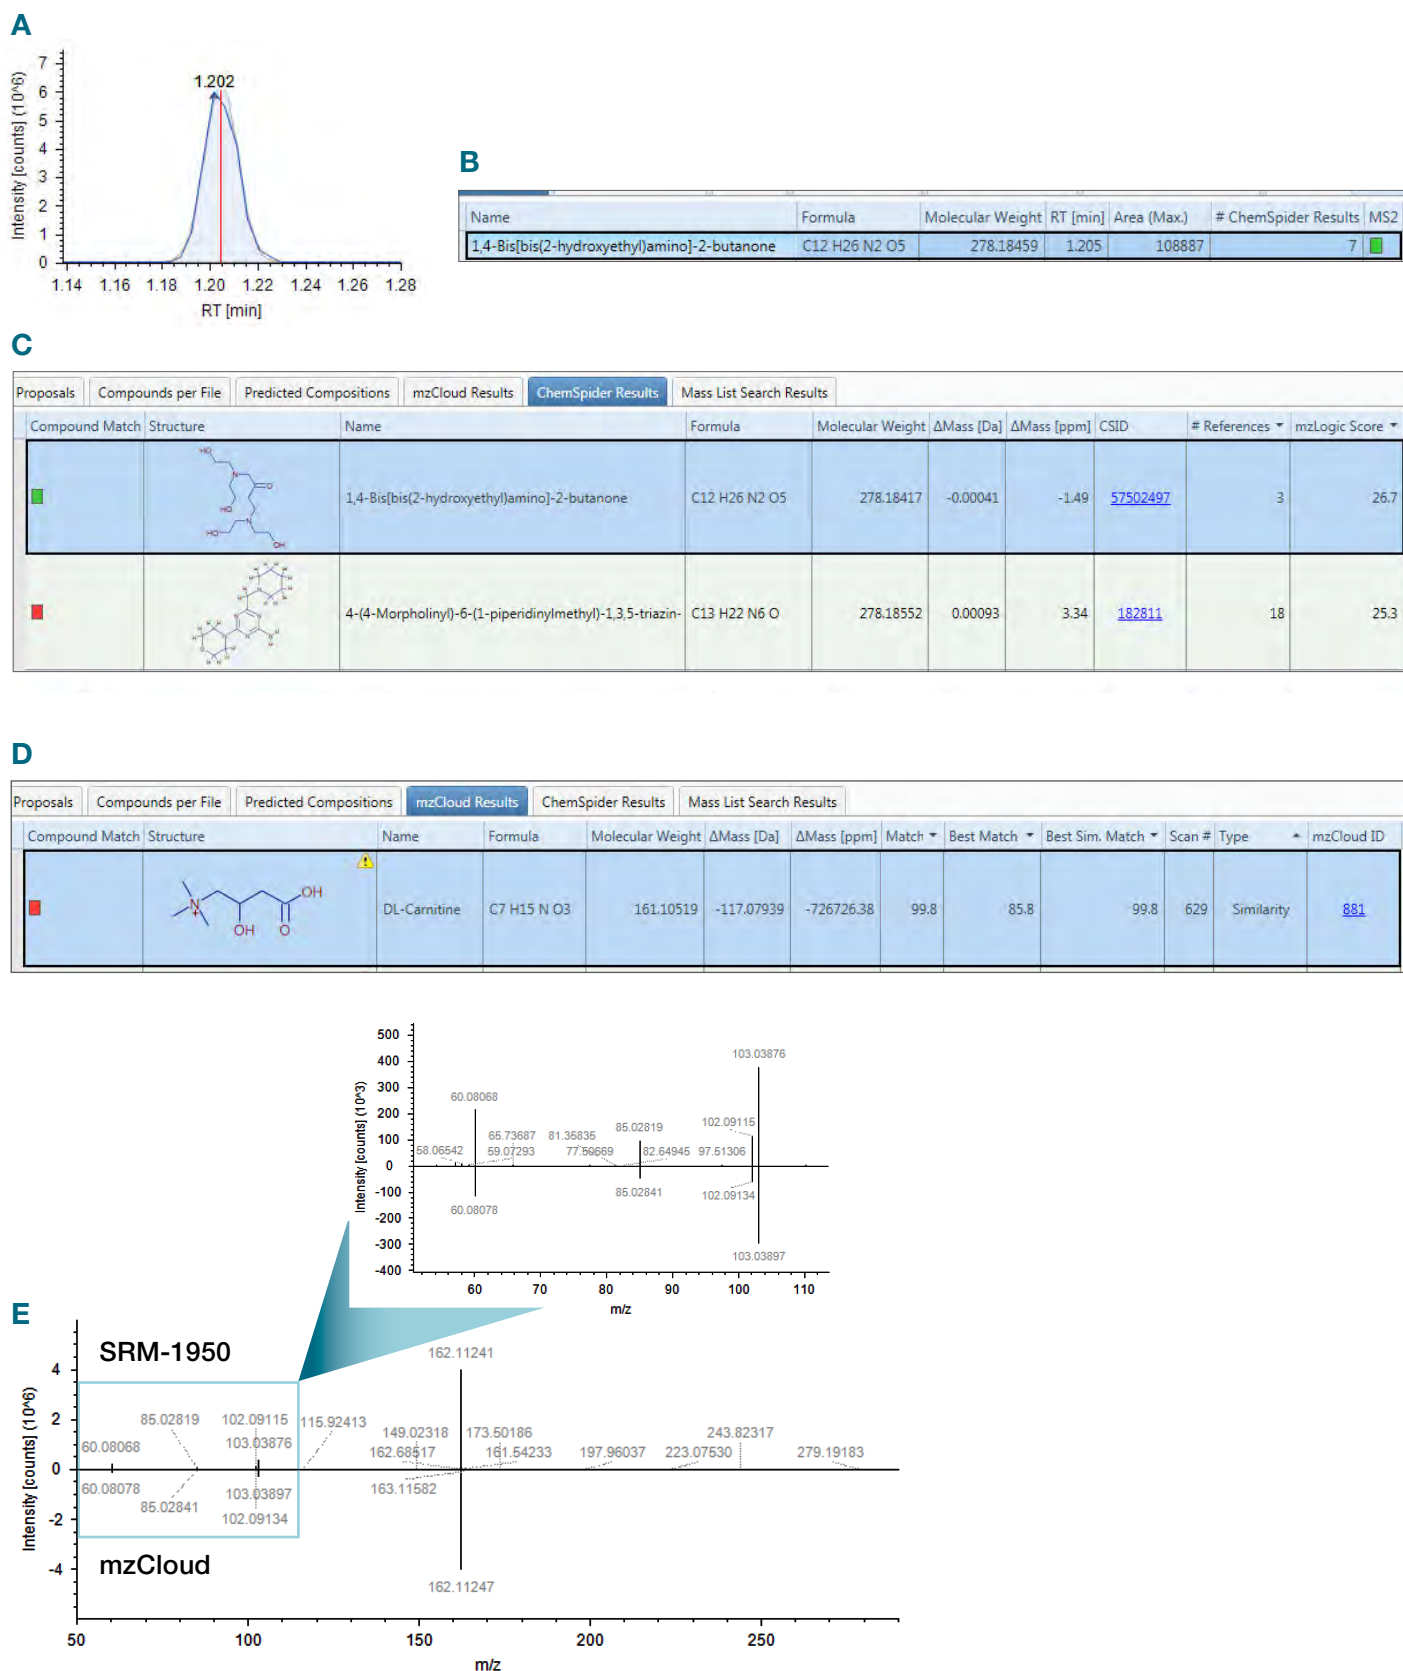 A
Intensity [counts] (10^6)
7
6
5
4
3
2
1
0
1.202
1.14 1.16 1.18 1.20 1.22 1.24 1.26 1.28
RT [min]
B
Name Formula Molecular Weight RT [min] Area (Max.) # ChemSpider Results MS2
1,4-Bis[bis(2-hydroxyethyl)amino]-2-butanone C12 H26 N2 O5 278.18459 1.205 108887 7
C
Proposals Compounds per File Predicted Compositions mzCloud Results ChemSpider Results Mass List Search Results
Compound Match Structure Name Formula Molecular Weight ΔMass [Da] ΔMass [ppm] CSID # References mzLogic Score
1,4-Bis[bis(2-hydroxyethyl)amino]-2-butanone C12 H26 N2 O5 278.18417 -0.00041 -1.49 57502497 3 26.7
4-(4-Morpholinyl)-6-(1-piperidinylmethyl)-1,3,5-triazin- C13 H22 N6 O 278.18552 0.00093 3.34 182811 18 25.3
D
Proposals Compounds per File Predicted Compositions mzCloud Results ChemSpider Results Mass List Search Results
Compound Match Structure Name Formula Molecular Weight ΔMass [Da] ΔMass [ppm] Match Best Match Best Sim. Match Scan # Type mzCloud ID
N+ OH OH O
DL-Carnitine C7 H15 N O3 161.10519 -117.07939 -726726.38 99.8 85.8 99.8 629 Similarity 881
Intensity [counts] (10^3)
500
400
300
200
100
0
-100
-200
-300
-400
103.03876
60.08068
65.73687 81.35835 85.02819 102.09115
58.06542 59.07293 77.50669 82.64945 97.51306
60.08078 85.02841 102.09134
103.03897
60 70 80 90 100 110
m/z
E
SRM-1950
Intensity [counts] (10^6)
4
2
0
-2
-4
162.11241
85.02819 102.09115 115.92413 149.02318 173.50186 243.82317
60.08068 103.03876 162.68517 161.54233 197.96037 223.07530 279.19183
60.08078 85.02841 103.03897 163.11582
102.09134
mzCloud
162.11247
50 100 150 200 250
m/z